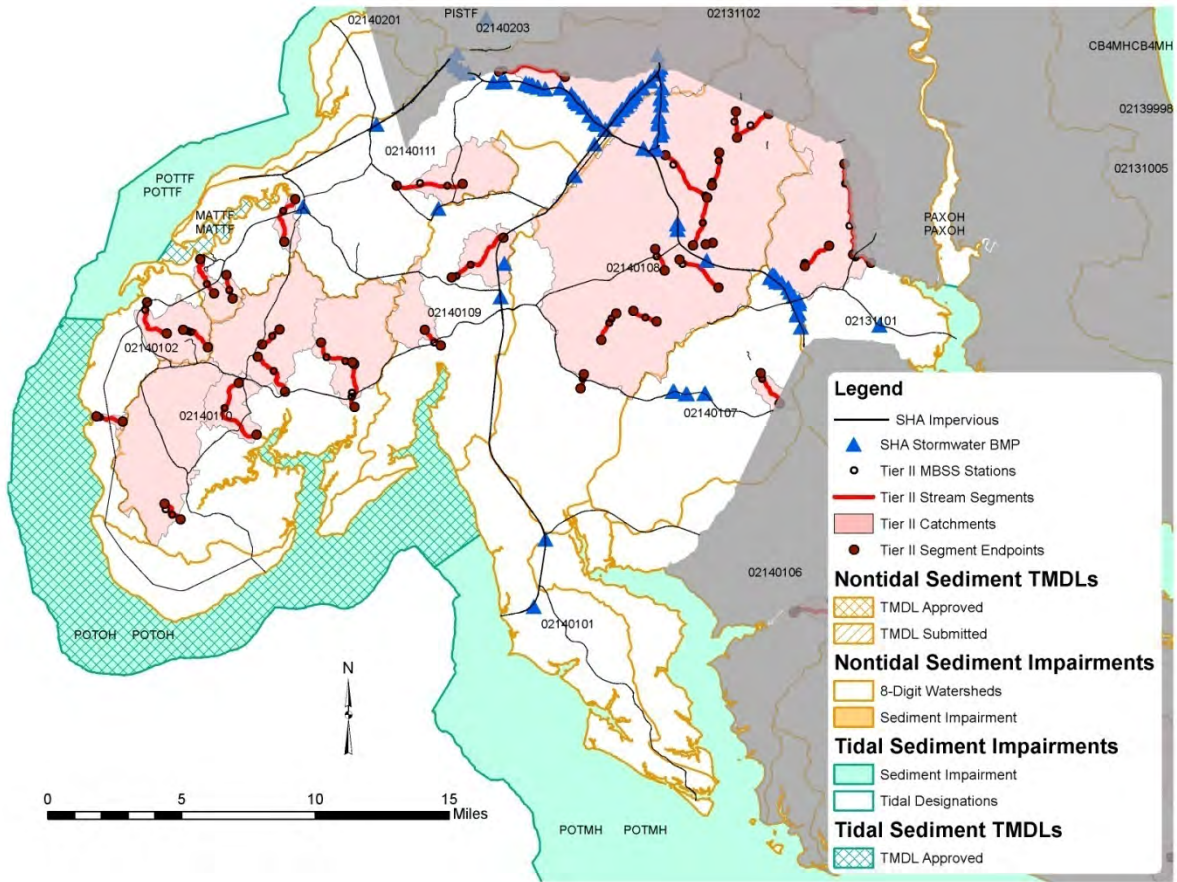 PISTF
02140201
02140203
02131102
CB4MHCB4MH
02139998
02140111
02131005
POTTF
POTTF
MATTF
MATTF
PAXOH
PAXOH
02140108
02140109
02131101
02140102
02140110
02140107
02140106
02140101
POTOH POTOH
POTMH POTMH
N
0 5 10 15
Miles
Legend
SHA Impervious
SHA Stormwater BMP
Tier II MBSS Stations
Tier II Stream Segments
Tier II Catchments
Tier II Segment Endpoints
Nontidal Sediment TMDLs
TMDL Approved
TMDL Submitted
Nontidal Sediment Impairments
8-Digit Watersheds
Sediment Impairment
Tidal Sediment Impairments
Sediment Impairment
Tidal Designations
Tidal Sediment TMDLs
TMDL Approved